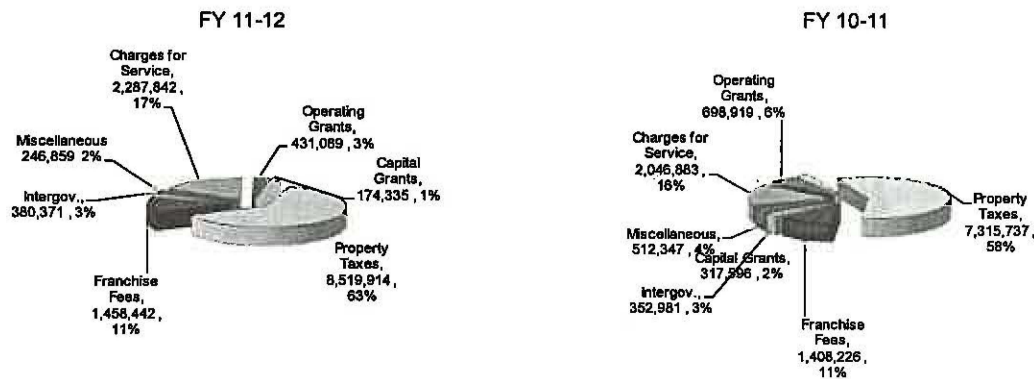 FY 11-12
Charges for
Service,
2,287,842 ,
17%
Operating
Grants,
431,089 , 3%
Miscellaneous
246,859 2%
Capital
Grants,
174,335 , 1%
Intergov.,
380,371 , 3%
Property
Taxes,
8,519,914 ,
63%
Franchise
Fees,
1,458,442 ,
11%
FY 10-11
Operating
Grants,
698,919 , 6%
Charges for
Service,
2,046,883 ,
16%
Property
Taxes,
7,315,737 ,
58%
Miscellaneous,
512,347 , 4%
Capital Grants,
317,596 , 2%
Intergov.,
352,981 , 3%
Franchise
Fees,
1,408,226 ,
11%